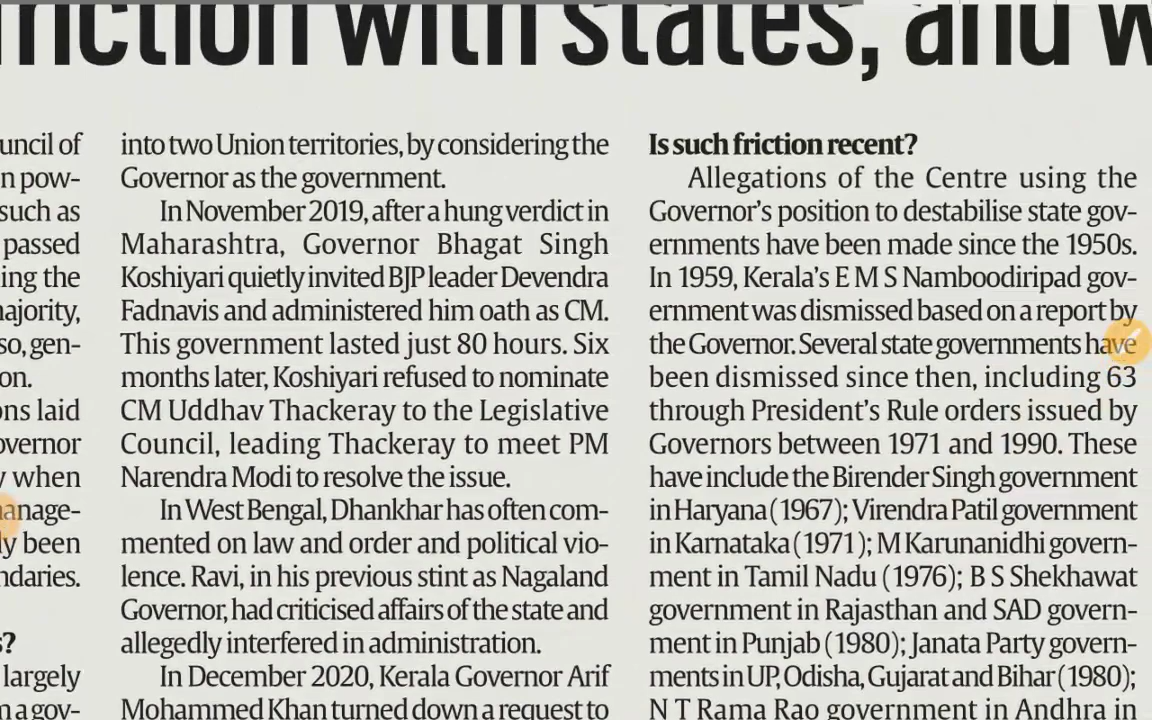 friction with states, and w
uncil of
n pow-
such as
passed
ing the
najority,
so, gen-
on.
ons laid
overnor
y when
anage-
ly been
ndaries.
s?
largely
m a gov-
into two Union territories, by considering the
Governor as the government.
In November 2019, after a hung verdict in
Maharashtra, Governor Bhagat Singh
Koshiyari quietly invited BJP leader Devendra
Fadnavis and administered him oath as CM.
This government lasted just 80 hours. Six
months later, Koshiyari refused to nominate
CM Uddhav Thackeray to the Legislative
Council, leading Thackeray to meet PM
Narendra Modi to resolve the issue.
In West Bengal, Dhankhar has often com-
mented on law and order and political vio-
lence. Ravi, in his previous stint as Nagaland
Governor, had criticised affairs of the state and
allegedly interfered in administration.
In December 2020, Kerala Governor Arif
Mohammed Khan turned down a request to
Is such friction recent?
Allegations of the Centre using the
Governor's position to destabilise state gov-
ernments have been made since the 1950s.
In 1959, Kerala's E M S Namboodiripad gov-
ernment was dismissed based on a report by
the Governor. Several state governments have
been dismissed since then, including 63
through President's Rule orders issued by
Governors between 1971 and 1990. These
have include the Birender Singh government
in Haryana (1967); Virendra Patil government
in Karnataka (1971); M Karunanidhi govern-
ment in Tamil Nadu (1976); B S Shekhawat
government in Rajasthan and SAD govern-
ment in Punjab (1980); Janata Party govern-
ments in UP, Odisha, Gujarat and Bihar (1980);
N T Rama Rao government in Andhra in